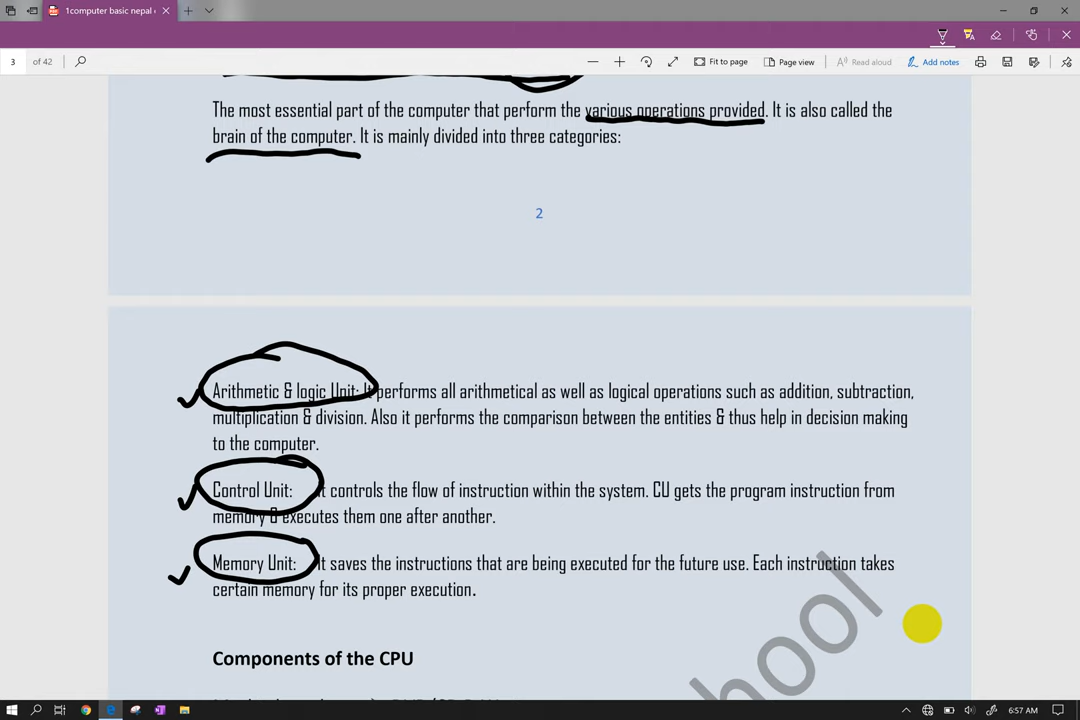 1computer basic nepal
3 of 42
Fit to page
Page view
Read aloud
Add notes
The most essential part of the computer that perform the various operations provided. It is also called the
brain of the computer. It is mainly divided into three categories:
2
Arithmetic & logic Unit: It performs all arithmetical as well as logical operations such as addition, subtraction,
multiplication & division. Also it performs the comparison between the entities & thus help in decision making
to the computer.
Control Unit: It controls the flow of instruction within the system. CU gets the program instruction from
memory & executes them one after another.
Memory Unit: It saves the instructions that are being executed for the future use. Each instruction takes
certain memory for its proper execution.
hool
Components of the CPU
6:57 AM